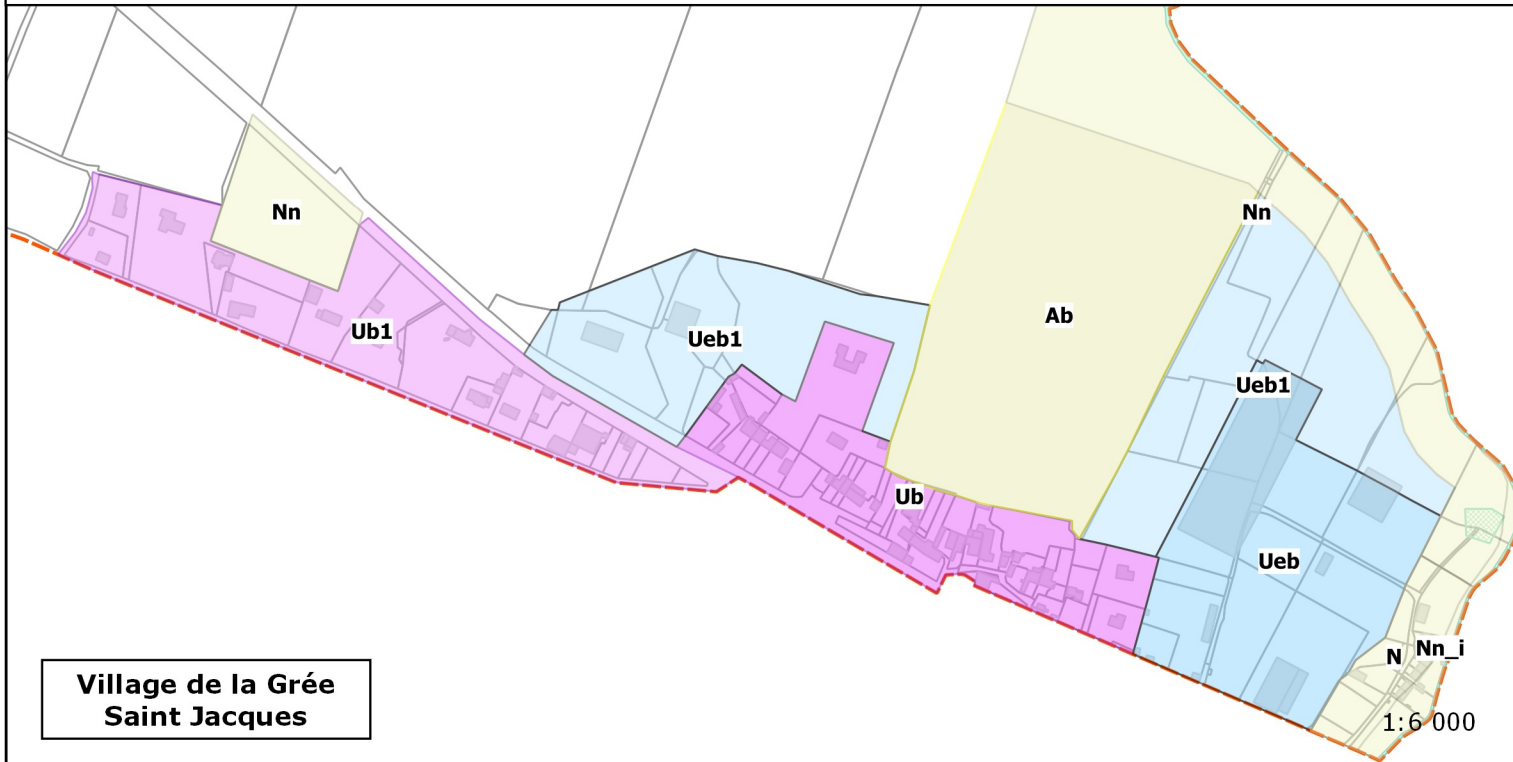 Nn
Nn
Ab
Ub1
Ueb1
Ueb1
Ub
Ueb
N
Nn_i
Village de la Grée
Saint Jacques
1:6 000